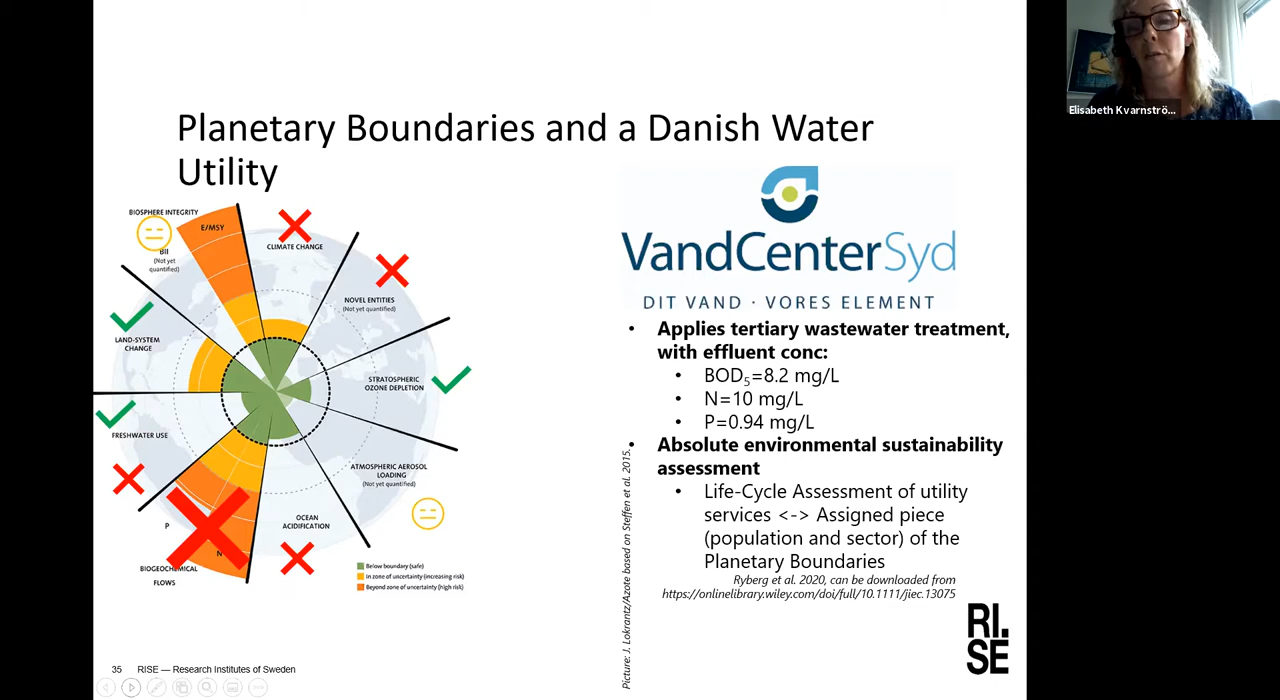 Elisabeth Kvarnströ...
Planetary Boundaries and a Danish Water
Utility
BIOSPHERE INTEGRITY
E/MSY
BII
(Not yet
quantified)
CLIMATE CHANGE
NOVEL ENTITIES
(Not yet quantified)
LAND-SYSTEM
CHANGE
STRATOSPHERIC
OZONE DEPLETION
FRESHWATER USE
ATMOSPHERIC AEROSOL
LOADING
(Not yet quantified)
OCEAN
ACIDIFICATION
P
N
BIOGEOCHEMICAL
FLOWS
Below boundary (safe)
In zone of uncertainty (increasing risk)
Beyond zone of uncertainty (high risk)
Picture: J. Lokrantz/Azote based on Steffen et al. 2015.
VandCenterSyd
DIT VAND · VORES ELEMENT
• Applies tertiary wastewater treatment,
with effluent conc:
• BOD₅=8.2 mg/L
• N=10 mg/L
• P=0.94 mg/L
• Absolute environmental sustainability
assessment
• Life-Cycle Assessment of utility
services <-> Assigned piece
(population and sector) of the
Planetary Boundaries
Ryberg et al. 2020, can be downloaded from
https://onlinelibrary.wiley.com/doi/full/10.1111/jiec.13075
RI.
SE
35 RISE — Research Institutes of Sweden